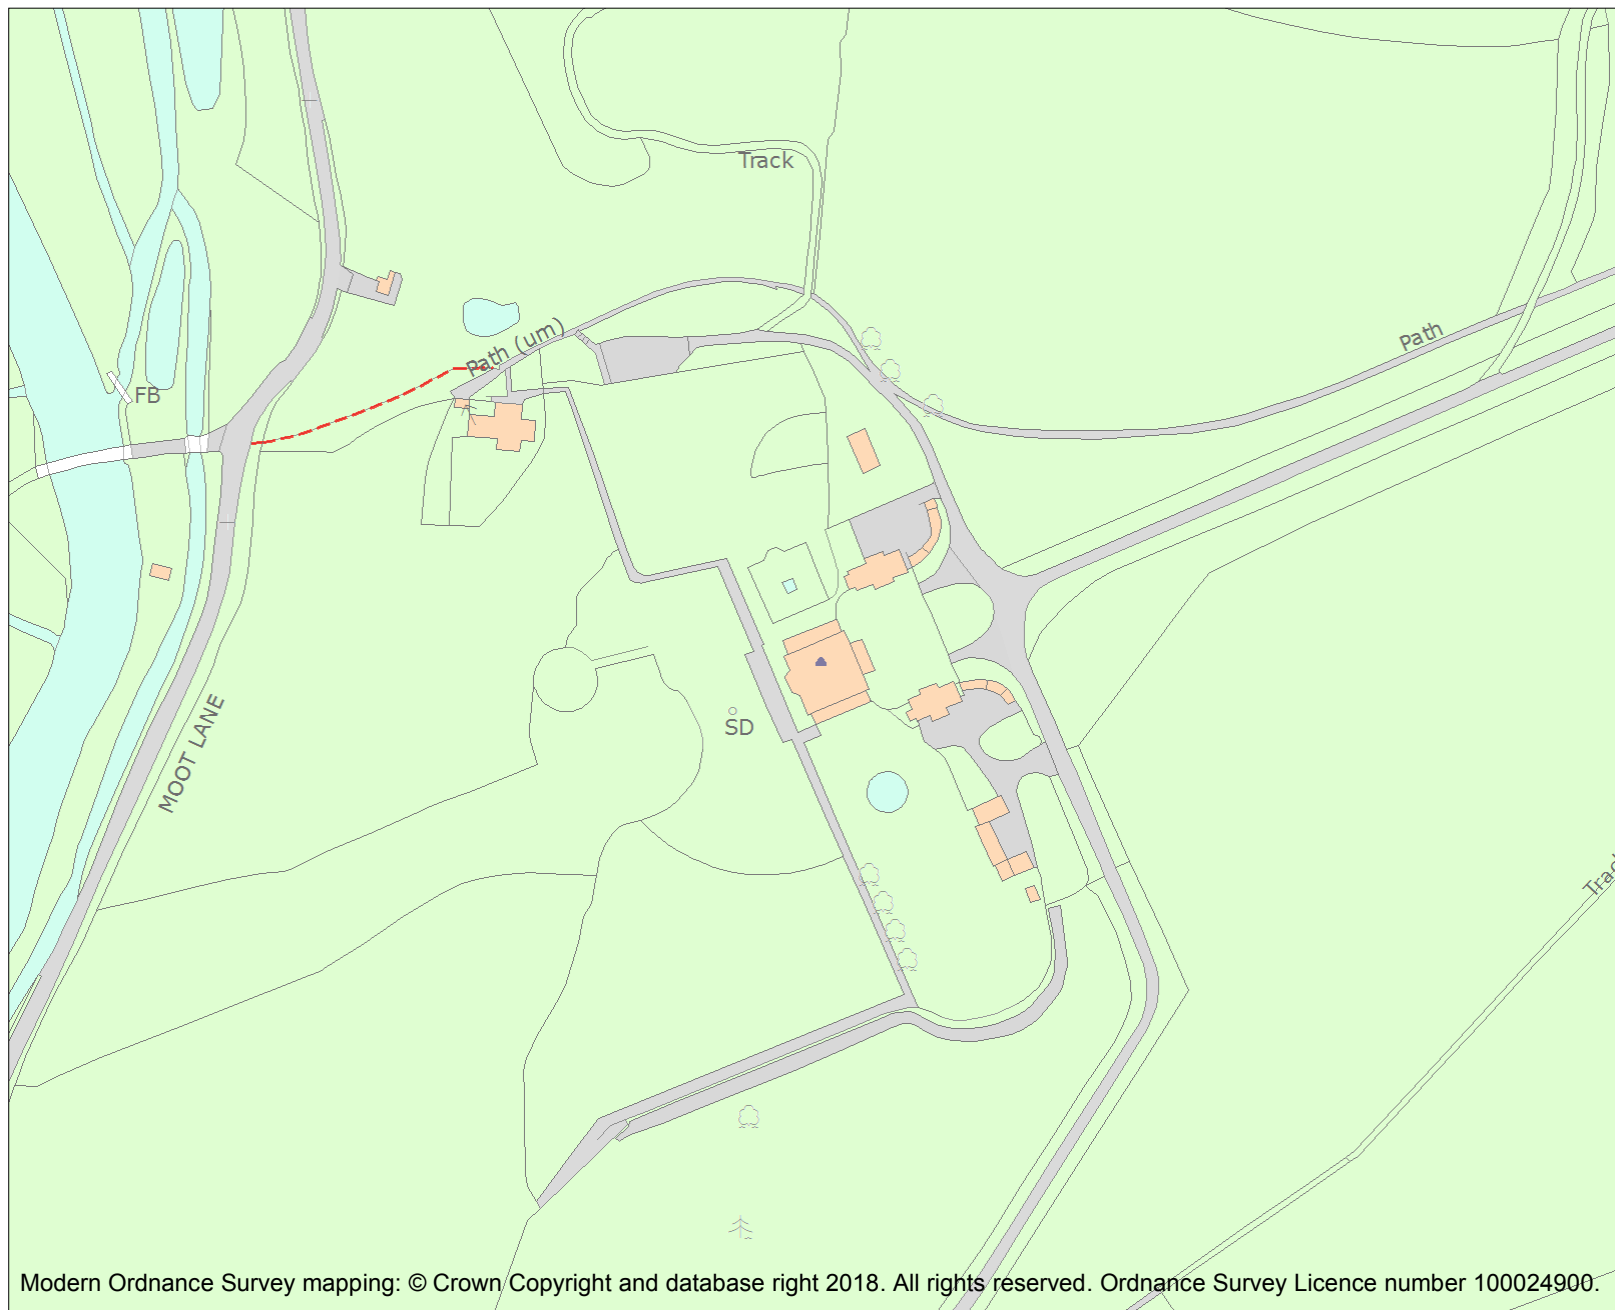 Track
Path (um)
Path
FB
MOOT LANE
SD
Modern Ordnance Survey mapping: © Crown Copyright and database right 2018. All rights reserved. Ordnance Survey Licence number 100024900.